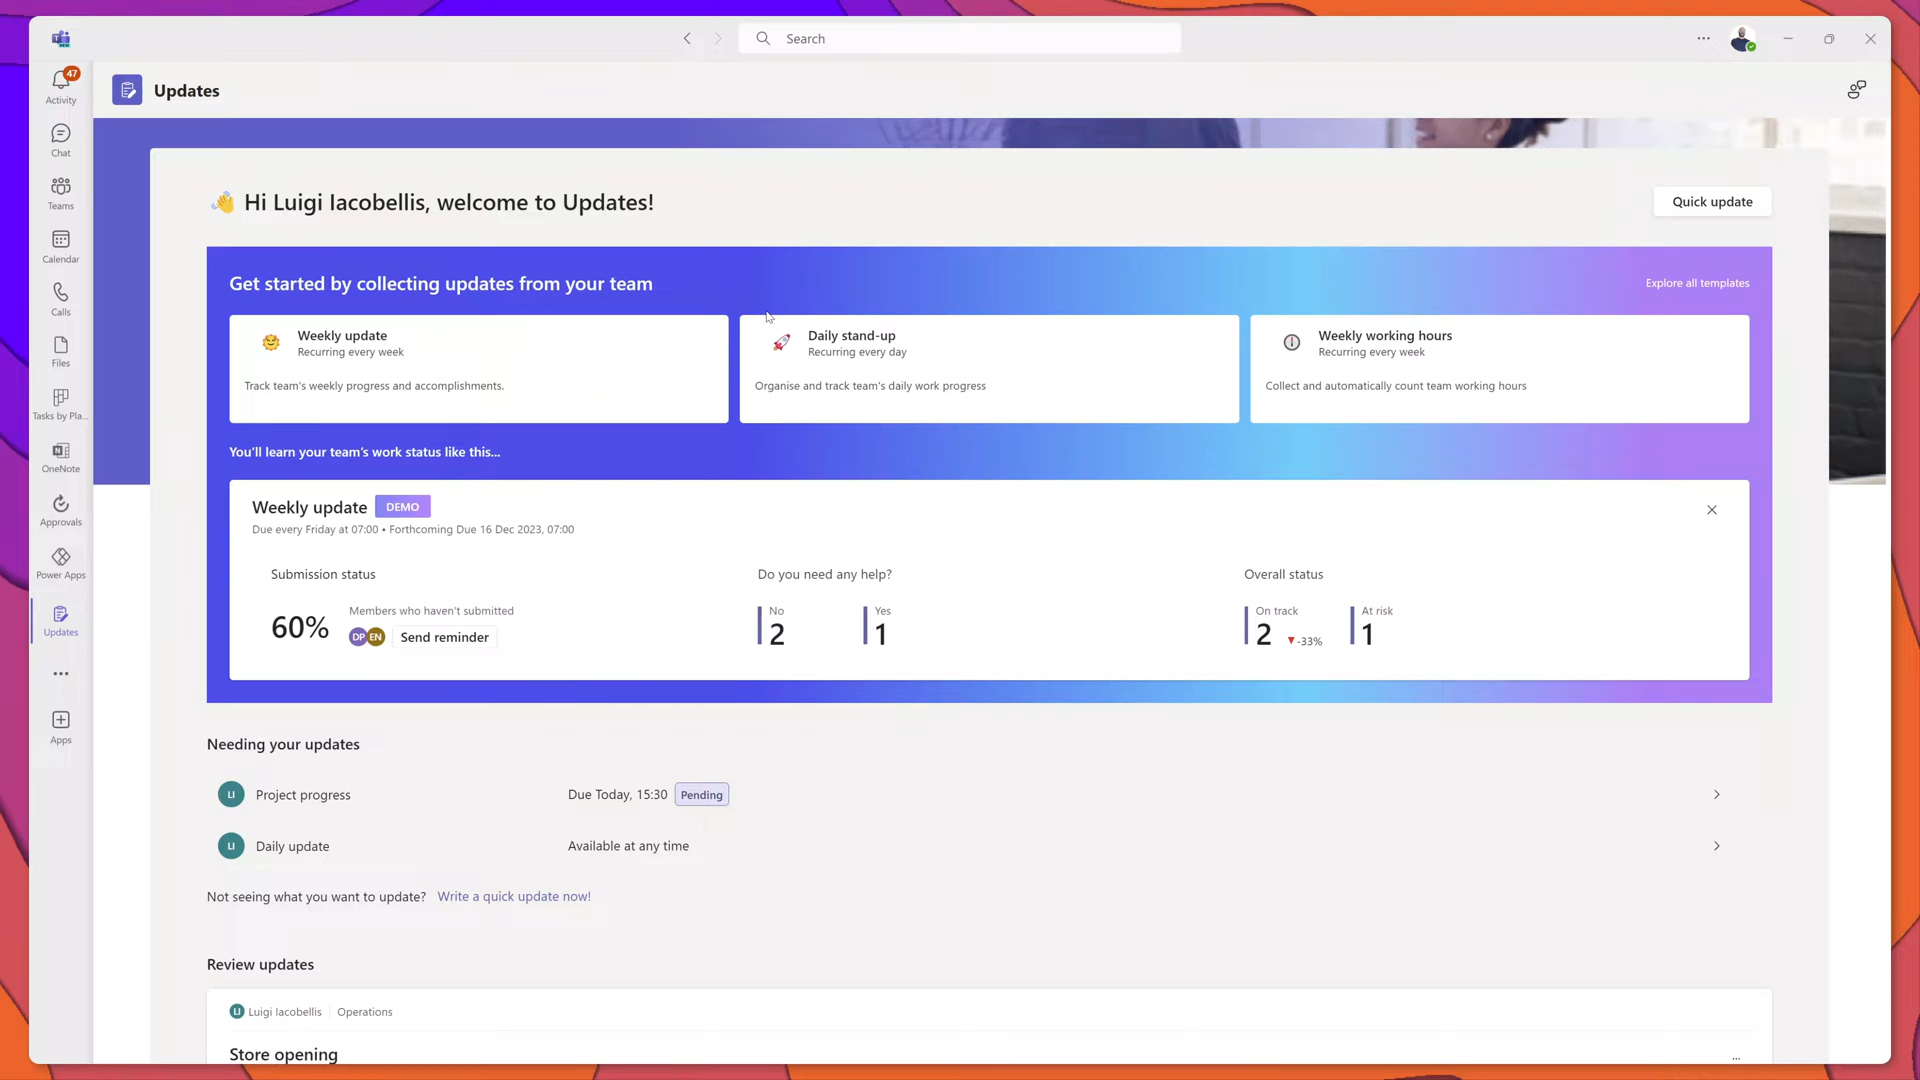 NEW
Search
47
Activity
Chat
Teams
Calendar
Calls
Files
Tasks by Pla...
OneNote
Approvals
Power Apps
Updates
Apps
Updates
👋 Hi Luigi Iacobellis, welcome to Updates!
Quick update
Get started by collecting updates from your team
Explore all templates
Weekly update
Recurring every week
Track team's weekly progress and accomplishments.
Daily stand-up
Recurring every day
Organise and track team's daily work progress
Weekly working hours
Recurring every week
Collect and automatically count team working hours
You'll learn your team's work status like this...
Weekly update DEMO
Due every Friday at 07:00 • Forthcoming Due 16 Dec 2023, 07:00
Submission status
60%
Members who haven't submitted
DP EN Send reminder
Do you need any help?
No
2
Yes
1
Overall status
On track
2 ▼-33%
At risk
1
Needing your updates
LI Project progress Due Today, 15:30 Pending
LI Daily update Available at any time
Not seeing what you want to update? Write a quick update now!
Review updates
LI Luigi Iacobellis Operations
Store opening